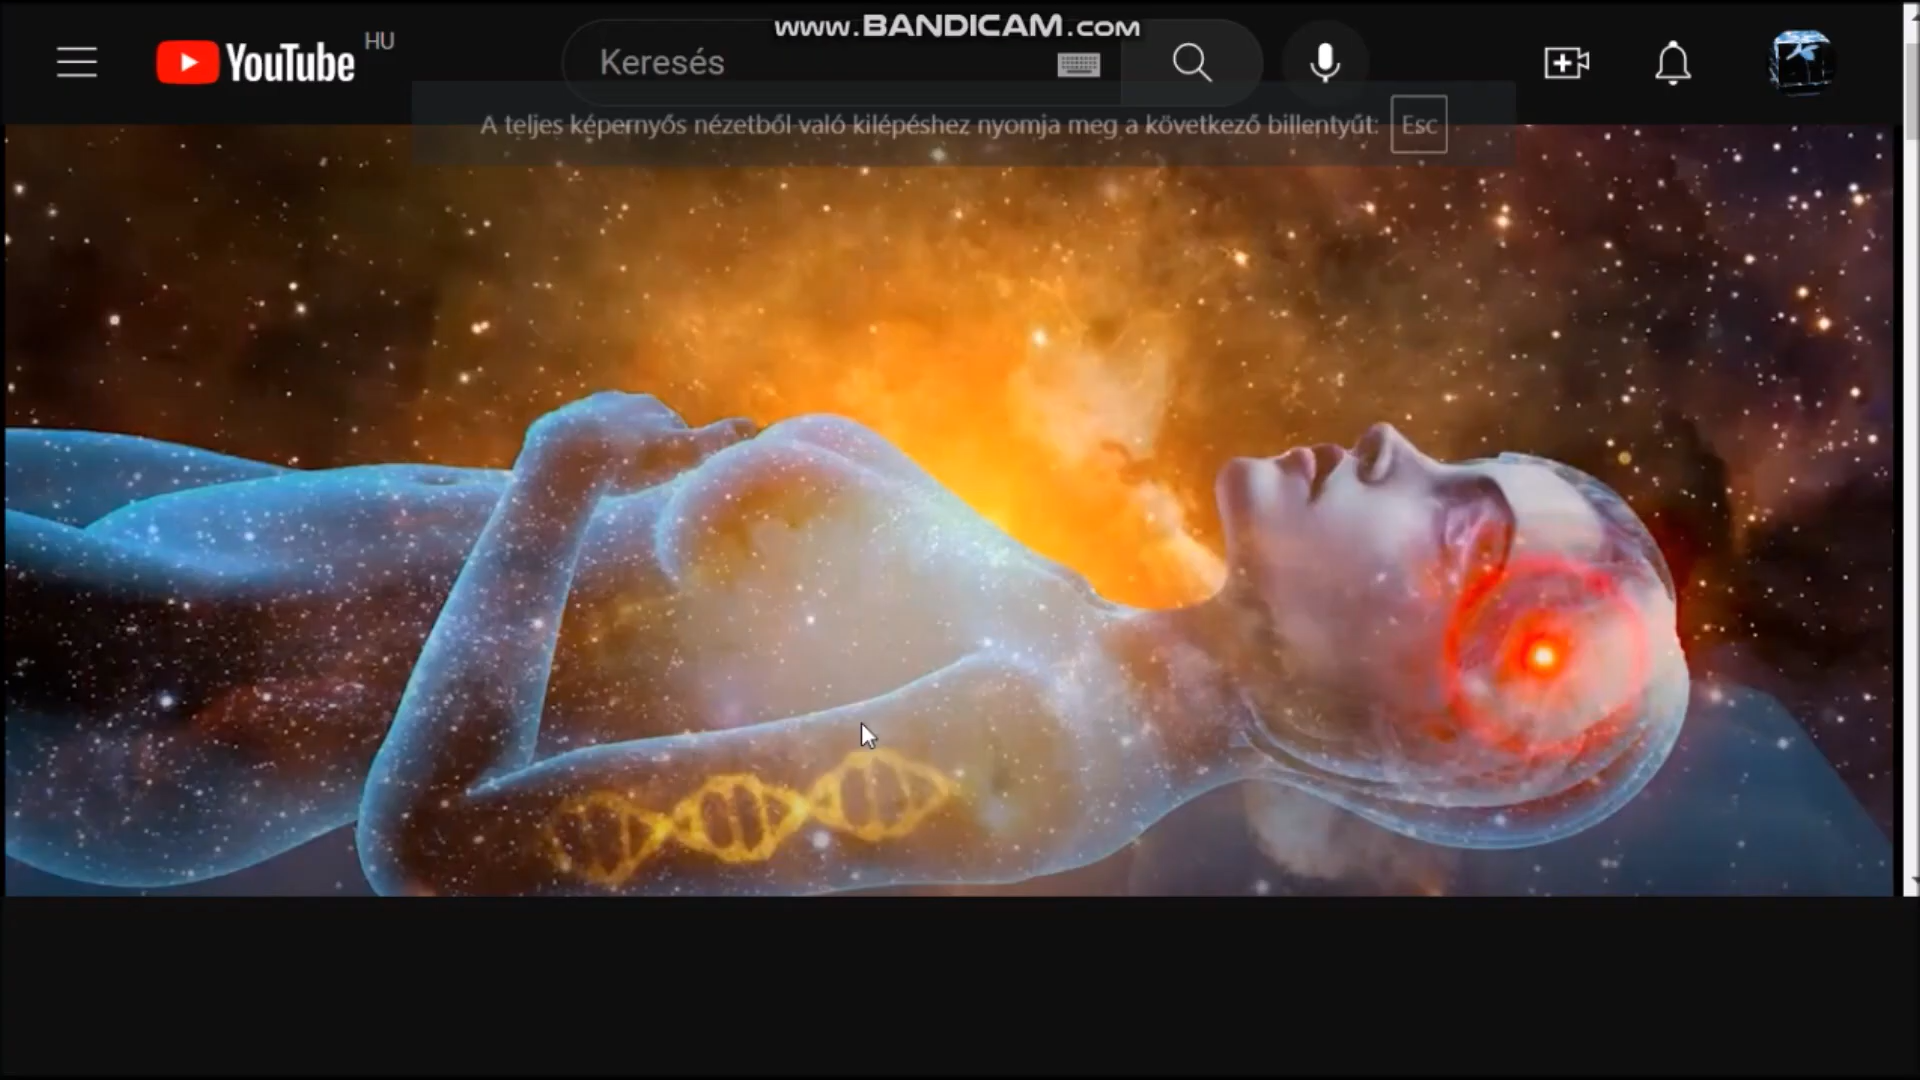 www.BANDICAM.com
YouTube HU
Keresés
A teljes képernyős nézetből való kilépéshez nyomja meg a következő billentyűt: Esc